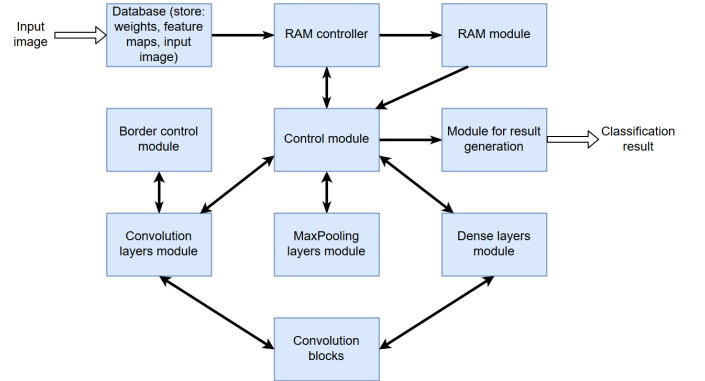 Input
image
Database (store:
weights, feature
maps, input
image)
RAM controller
RAM module
Border control
module
Control module
Module for result
generation
Classification
result
Convolution
layers module
MaxPooling
layers module
Dense layers
module
Convolution
blocks